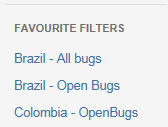 FAVOURITE FILTERS
Brazil - All bugs
Brazil - Open Bugs
Colombia - OpenBugs